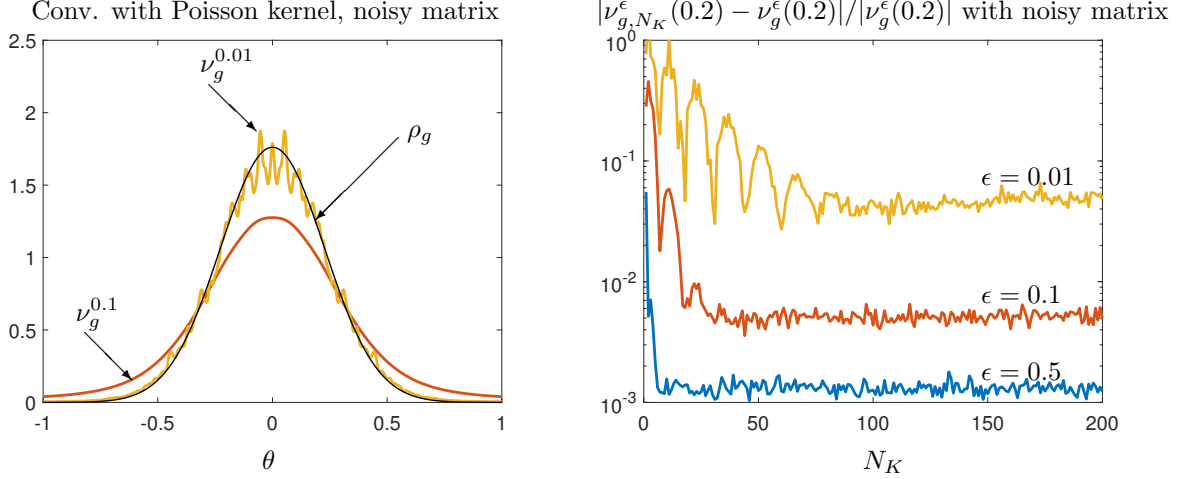 Conv. with Poisson kernel, noisy matrix
2.5
2
1.5
1
0.5
0
-1
-0.5
0
0.5
1
θ
ν_g^{0.01}
ρ_g
ν_g^{0.1}
|ν_{g,N_K}^ϵ(0.2) − ν_g^ϵ(0.2)|/|ν_g^ϵ(0.2)| with noisy matrix
10^0
10^{-1}
10^{-2}
10^{-3}
0
50
100
150
200
N_K
ϵ = 0.01
ϵ = 0.1
ϵ = 0.5